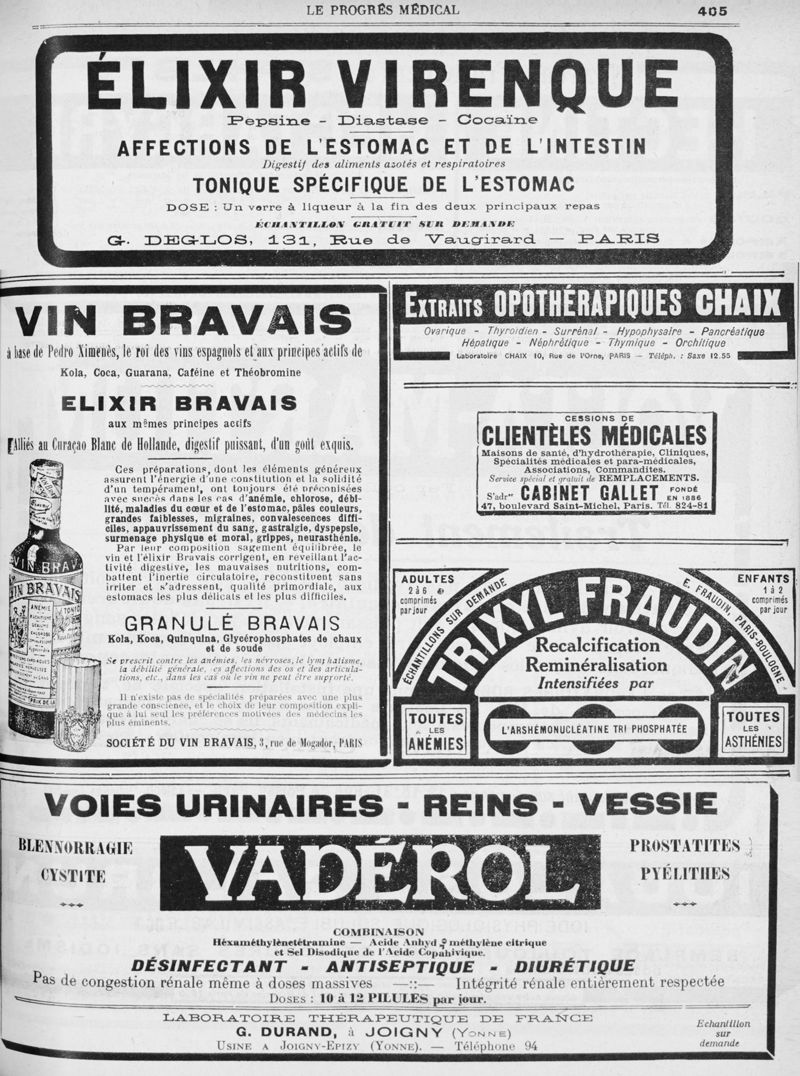 LE PROGRÈS MÉDICAL
405
ÉLIXIR VIRENQUE
Pepsine - Diastase - Cocaïne
AFFECTIONS DE L'ESTOMAC ET DE L'INTESTIN
Digestif des aliments azotés et respiratoires
TONIQUE SPÉCIFIQUE DE L'ESTOMAC
DOSE : Un verre à liqueur à la fin des deux principaux repas
ÉCHANTILLON GRATUIT SUR DEMANDE
G. DEGLOS, 131, Rue de Vaugirard — PARIS
VIN BRAVAIS
à base de Pedro Ximenès, le roi des vins espagnols et aux principes actifs de
Kola, Coca, Guarana, Caféine et Théobromine
ELIXIR BRAVAIS
aux mêmes principes actifs
Alliés au Curaçao Blanc de Hollande, digestif puissant, d'un goût exquis.
Ces préparations, dont les éléments généreux
assurent l'énergie d'une constitution et la solidité
d'un tempérament, ont toujours été préconisées
avec succès dans les cas d'anémie, chlorose, débi-
lité, maladies du cœur et de l'estomac, pâles couleurs,
grandes faiblesses, migraines, convalescences diffi-
ciles, appauvrissement du sang, gastralgie, dyspepsie,
surmenage physique et moral, grippes, neurasthénie.
Par leur composition sagement équilibrée, le
vin et l'élixir Bravais corrigent, en reveillant l'ac-
tivité digestive, les mauvaises nutritions, com-
battent l'inertie circulatoire, reconstituent sans
irriter et s'adressent, qualité primordiale, aux
estomacs les plus délicats et les plus difficiles.
GRANULÉ BRAVAIS
Kola, Koca, Quinquina, Glycérophosphates de chaux
et de soude
Se prescrit contre les anémies, les névroses, le lymphatisme,
la débilité générale, les affections des os et des articula-
tions, etc., dans les cas où le vin ne peut être supporté.
Il n'existe pas de spécialités préparées avec une plus
grande conscience, et le choix de leur composition expli-
que à lui seul les préférences motivées des médecins les
plus éminents.
SOCIÉTÉ DU VIN BRAVAIS, 3, rue de Mogador, PARIS
VIN BRAV
VIN BRAVAIS
ANÉMIE
EXTRAITS OPOTHÉRAPIQUES CHAIX
Ovarique - Thyroïdien - Surrénal - Hypophysaire - Pancréatique
Hépatique - Néphrétique - Thymique - Orchitique
Laboratoire CHAIX 10, Rue de l'Orne, PARIS — Téléph. : Saxe 12.55
CESSIONS DE
CLIENTÈLES MÉDICALES
Maisons de santé, d'hydrothérapie, Cliniques,
Spécialités médicales et para-médicales,
Associations, Commandites.
Service spécial et gratuit de REMPLACEMENTS.
S'adr" CABINET GALLET FONDÉ EN 1886
47, boulevard Saint-Michel, Paris. Tél. 824-81
ADULTES
2 à 6
comprimés
par jour
ENFANTS
1 à 2
comprimés
par jour
ÉCHANTILLONS SUR DEMANDE
E. FRAUDIN, PARIS-BOULOGNE
TRIXYL FRAUDIN
Recalcification
Reminéralisation
Intensifiées par
L'ARSHÉMONUCLÉATINE TRI PHOSPHATÉE
TOUTES
LES
ANÉMIES
TOUTES
LES
ASTHÉNIES
VOIES URINAIRES - REINS - VESSIE
BLENNORRAGIE
CYSTITE
VADÉROL
PROSTATITES
PYÉLITHES
COMBINAISON
Héxaméthylènetétramine — Acide Anhyd méthylène citrique
et Sel Disodique de l'Acide Copahivique.
DÉSINFECTANT - ANTISEPTIQUE - DIURÉTIQUE
Pas de congestion rénale même à doses massives —::— Intégrité rénale entièrement respectée
DOSES : 10 à 12 PILULES par jour.
LABORATOIRE THÉRAPEUTIQUE DE FRANCE
G. DURAND, à JOIGNY (YONNE)
USINE A JOIGNY-EPIZY (YONNE). — Téléphone 94
Echantillon
sur
demande